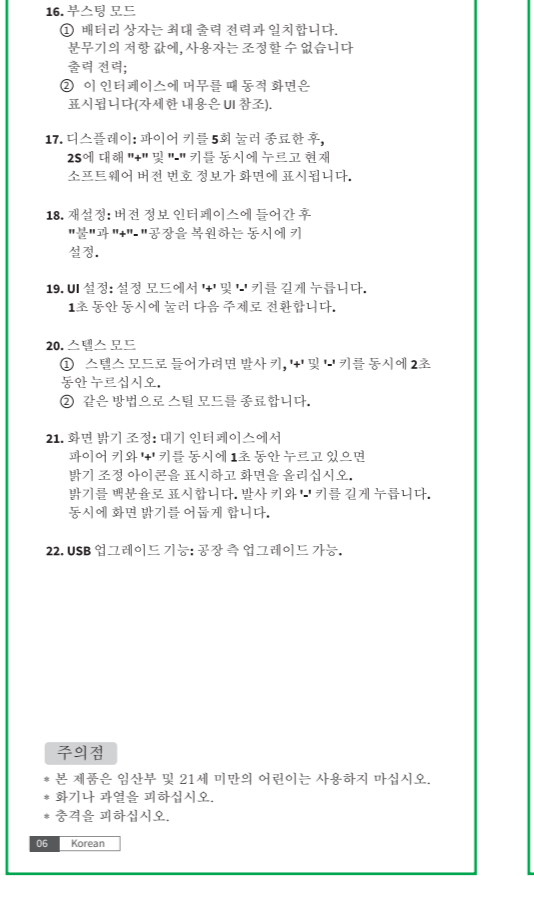 16. 부스팅 모드
① 배터리 상자는 최대 출력 전력과 일치합니다.
분무기의 저항 값에, 사용자는 조정할 수 없습니다
출력 전력;
② 이 인터페이스에 머무를 때 동적 화면은
표시됩니다(자세한 내용은 UI 참조).
17. 디스플레이: 파이어 키를 5회 눌러 종료한 후,
2S에 대해 "+" 및 "-" 키를 동시에 누르고 현재
소프트웨어 버전 번호 정보가 화면에 표시됩니다.
18. 재설정: 버전 정보 인터페이스에 들어간 후
"불"과 "+"- "공장을 복원하는 동시에 키
설정.
19. UI 설정: 설정 모드에서 '+' 및 '-' 키를 길게 누릅니다.
1초 동안 동시에 눌러 다음 주제로 전환합니다.
20. 스텔스 모드
① 스텔스 모드로 들어가려면 발사 키, '+' 및 '-' 키를 동시에 2초
동안 누르십시오.
② 같은 방법으로 스틸 모드를 종료합니다.
21. 화면 밝기 조정: 대기 인터페이스에서
파이어 키와 '+' 키를 동시에 1초 동안 누르고 있으면
밝기 조정 아이콘을 표시하고 화면을 올리십시오.
밝기를 백분율로 표시합니다. 발사 키와 '-' 키를 길게 누릅니다.
동시에 화면 밝기를 어둡게 합니다.
22. USB 업그레이드 기능: 공장 측 업그레이드 가능.
주의점
* 본 제품은 임산부 및 21세 미만의 어린이는 사용하지 마십시오.
* 화기나 과열을 피하십시오.
* 충격을 피하십시오.
06 Korean